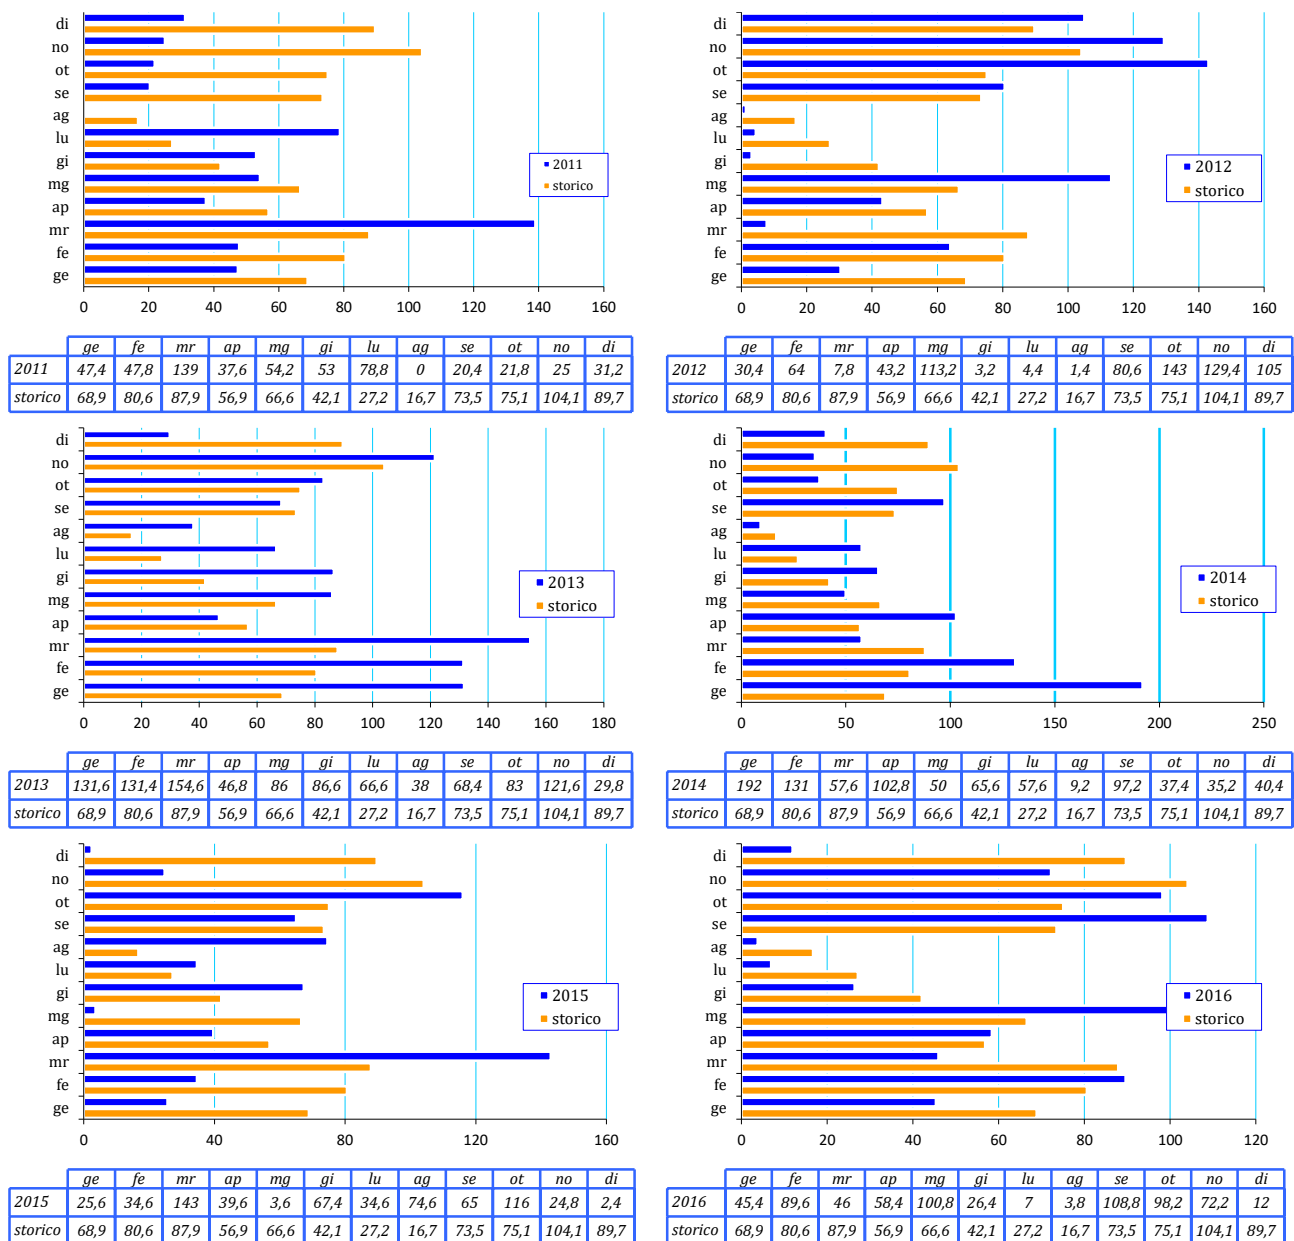 di
no
ot
se
ag
lu
gi
mg
ap
mr
fe
ge
2011
storico
0 20 40 60 80 100 120 140 160
ge fe mr ap mg gi lu ag se ot no di
2011 47,4 47,8 139 37,6 54,2 53 78,8 0 20,4 21,8 25 31,2
storico 68,9 80,6 87,9 56,9 66,6 42,1 27,2 16,7 73,5 75,1 104,1 89,7
di
no
ot
se
ag
lu
gi
mg
ap
mr
fe
ge
2012
storico
0 20 40 60 80 100 120 140 160
ge fe mr ap mg gi lu ag se ot no di
2012 30,4 64 7,8 43,2 113,2 3,2 4,4 1,4 80,6 143 129,4 105
storico 68,9 80,6 87,9 56,9 66,6 42,1 27,2 16,7 73,5 75,1 104,1 89,7
di
no
ot
se
ag
lu
gi
mg
ap
mr
fe
ge
2013
storico
0 20 40 60 80 100 120 140 160 180
ge fe mr ap mg gi lu ag se ot no di
2013 131,6 131,4 154,6 46,8 86 86,6 66,6 38 68,4 83 121,6 29,8
storico 68,9 80,6 87,9 56,9 66,6 42,1 27,2 16,7 73,5 75,1 104,1 89,7
di
no
ot
se
ag
lu
gi
mg
ap
mr
fe
ge
2014
storico
0 50 100 150 200 250
ge fe mr ap mg gi lu ag se ot no di
2014 192 131 57,6 102,8 50 65,6 57,6 9,2 97,2 37,4 35,2 40,4
storico 68,9 80,6 87,9 56,9 66,6 42,1 27,2 16,7 73,5 75,1 104,1 89,7
di
no
ot
se
ag
lu
gi
mg
ap
mr
fe
ge
2015
storico
0 40 80 120 160
ge fe mr ap mg gi lu ag se ot no di
2015 25,6 34,6 143 39,6 3,6 67,4 34,6 74,6 65 116 24,8 2,4
storico 68,9 80,6 87,9 56,9 66,6 42,1 27,2 16,7 73,5 75,1 104,1 89,7
di
no
ot
se
ag
lu
gi
mg
ap
mr
fe
ge
2016
storico
0 20 40 60 80 100 120
ge fe mr ap mg gi lu ag se ot no di
2016 45,4 89,6 46 58,4 100,8 26,4 7 3,8 108,8 98,2 72,2 12
storico 68,9 80,6 87,9 56,9 66,6 42,1 27,2 16,7 73,5 75,1 104,1 89,7